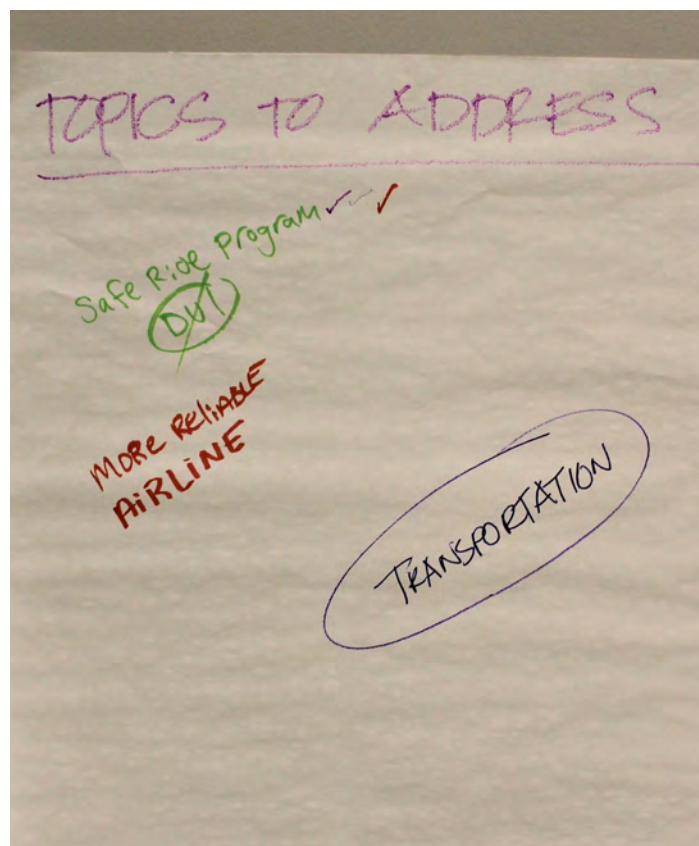 TOPICS TO ADDRESS
Safe Ride Program ✓ ✓ ✓
DUI
MORe ReliABLE
AiRLiNE
TRANSPORTATION